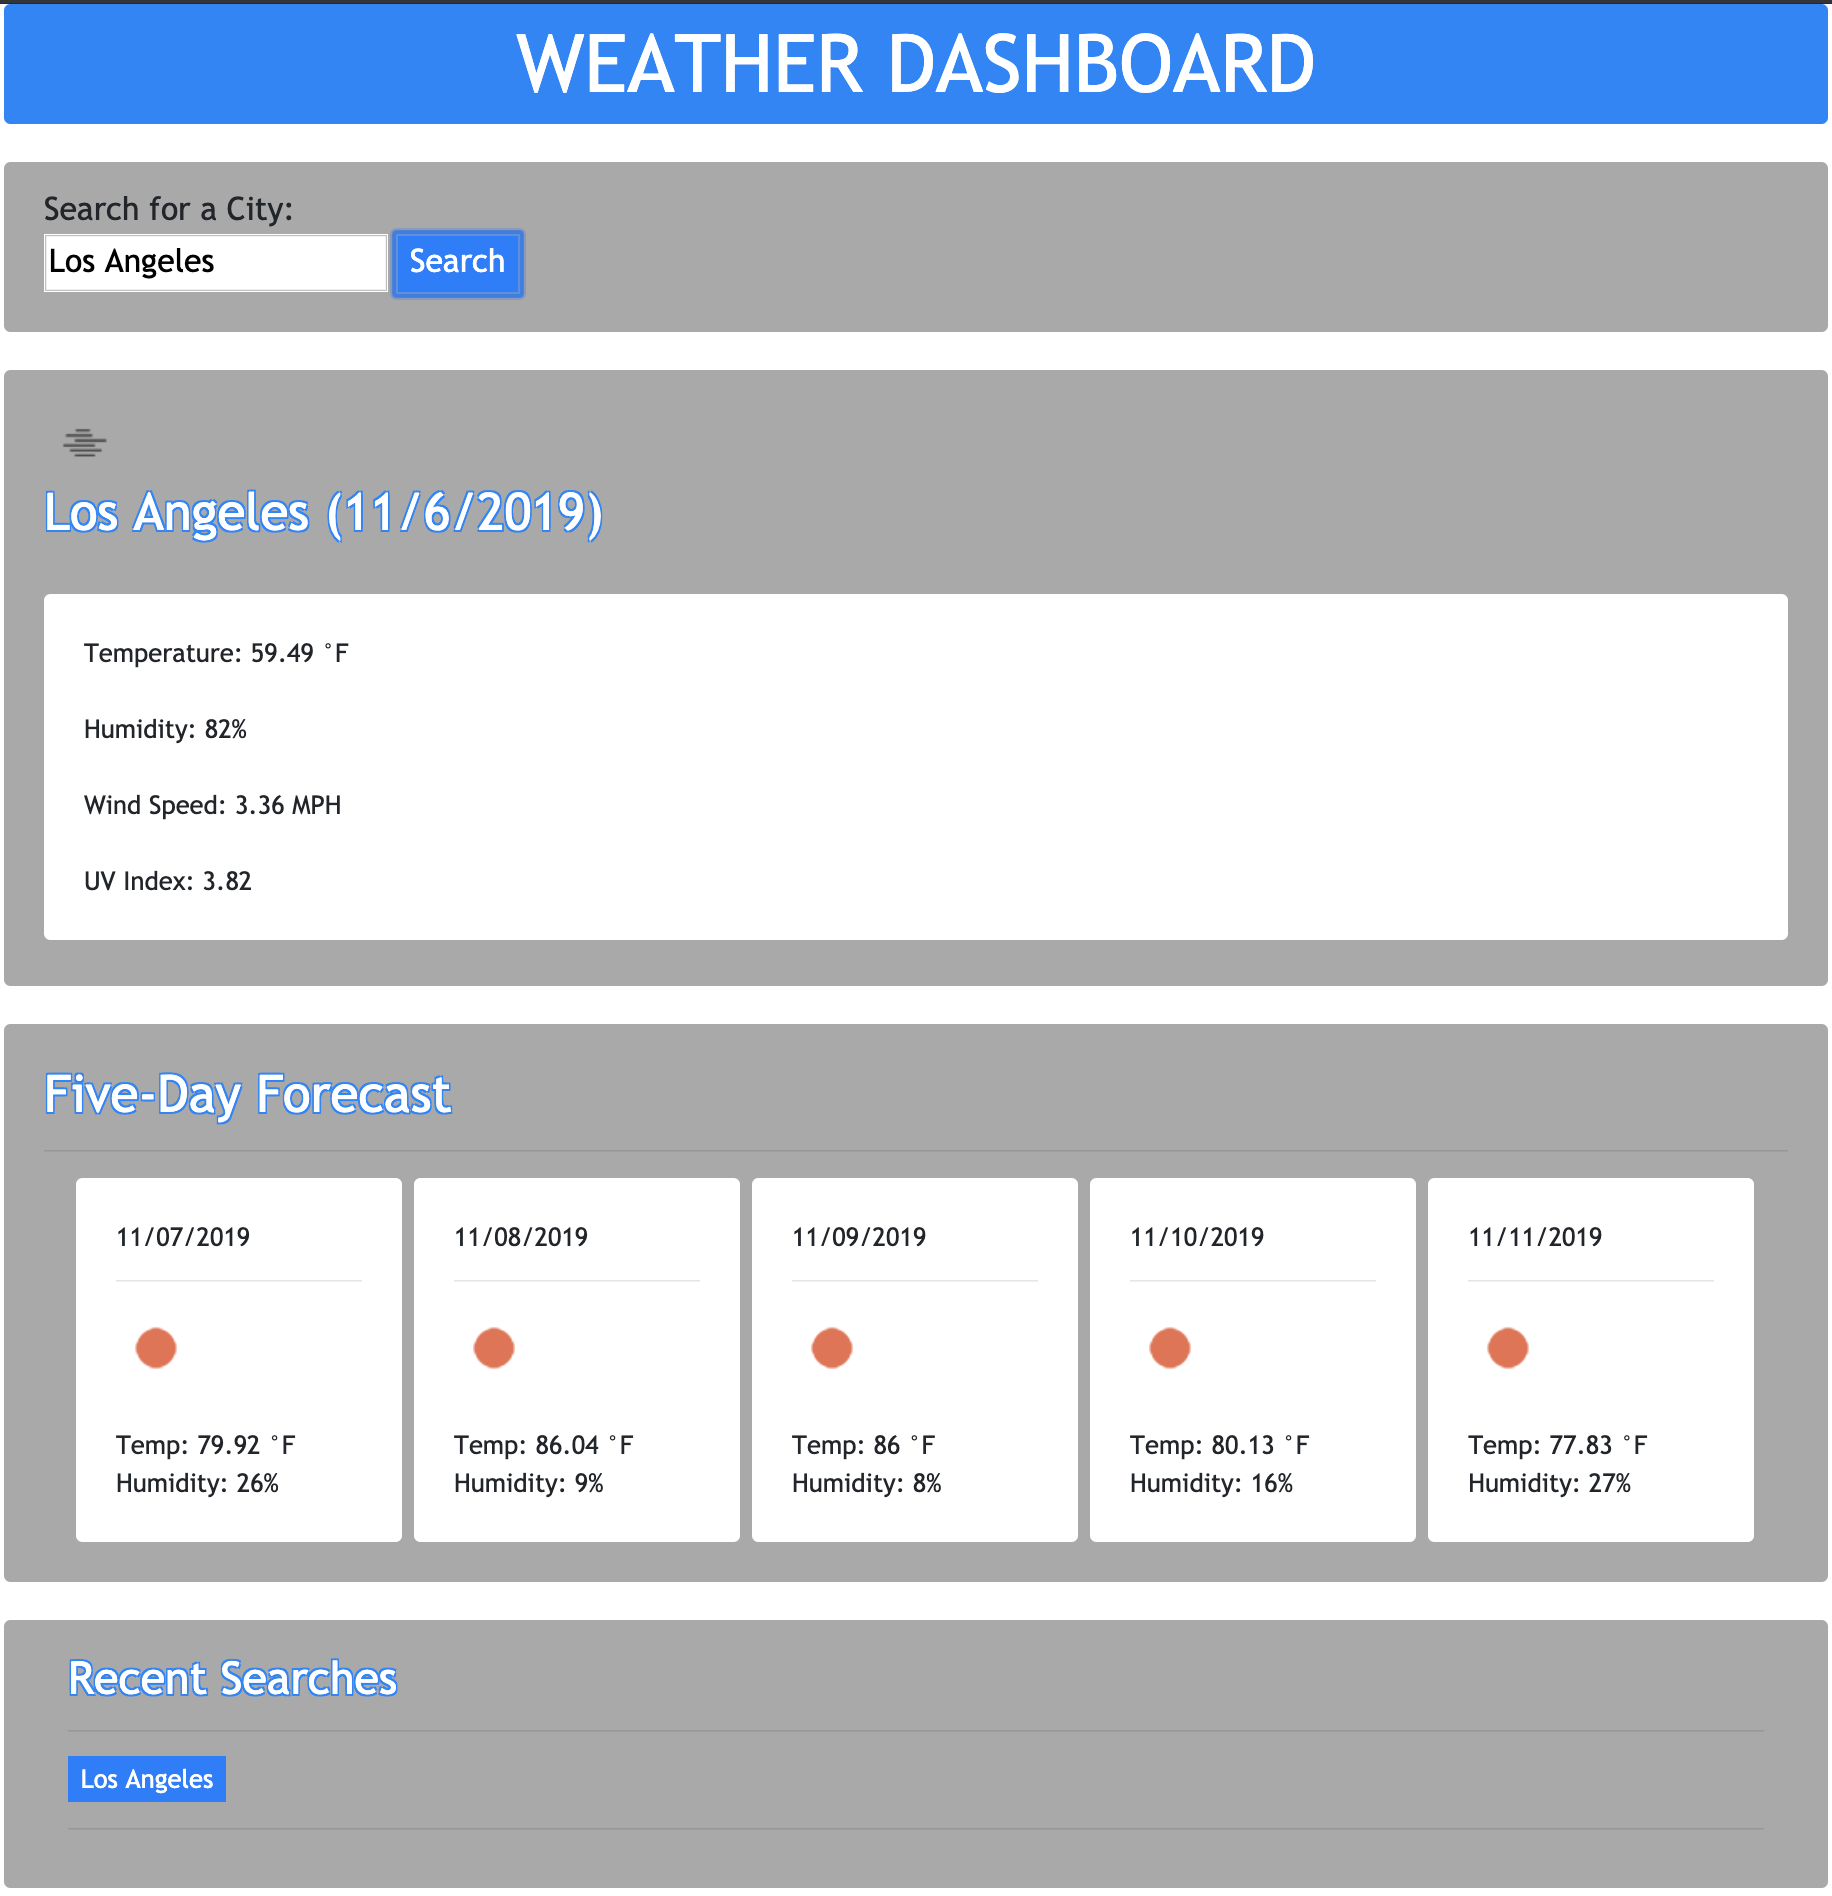 WEATHER DASHBOARD
Search for a City:
Los Angeles Search
Los Angeles (11/6/2019)
Temperature: 59.49 °F
Humidity: 82%
Wind Speed: 3.36 MPH
UV Index: 3.82
Five-Day Forecast
11/07/2019
Temp: 79.92 °F
Humidity: 26%
11/08/2019
Temp: 86.04 °F
Humidity: 9%
11/09/2019
Temp: 86 °F
Humidity: 8%
11/10/2019
Temp: 80.13 °F
Humidity: 16%
11/11/2019
Temp: 77.83 °F
Humidity: 27%
Recent Searches
Los Angeles